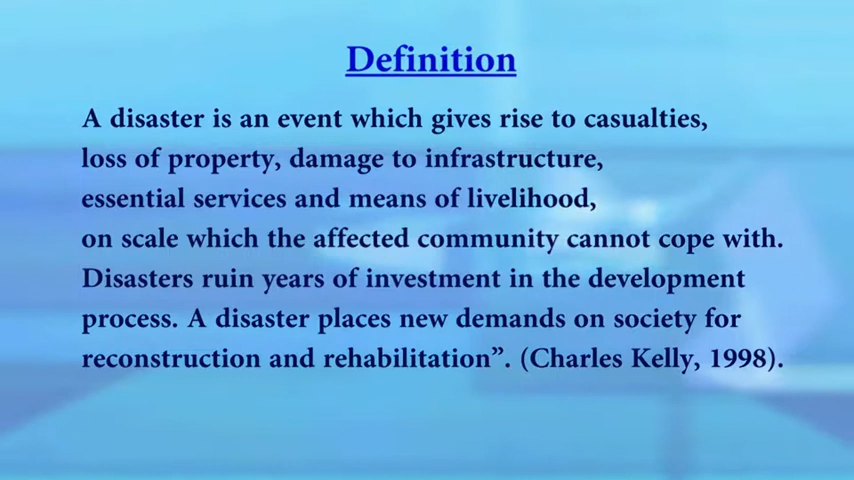 Definition
A disaster is an event which gives rise to casualties,
loss of property, damage to infrastructure,
essential services and means of livelihood,
on scale which the affected community cannot cope with.
Disasters ruin years of investment in the development
process. A disaster places new demands on society for
reconstruction and rehabilitation”. (Charles Kelly, 1998).